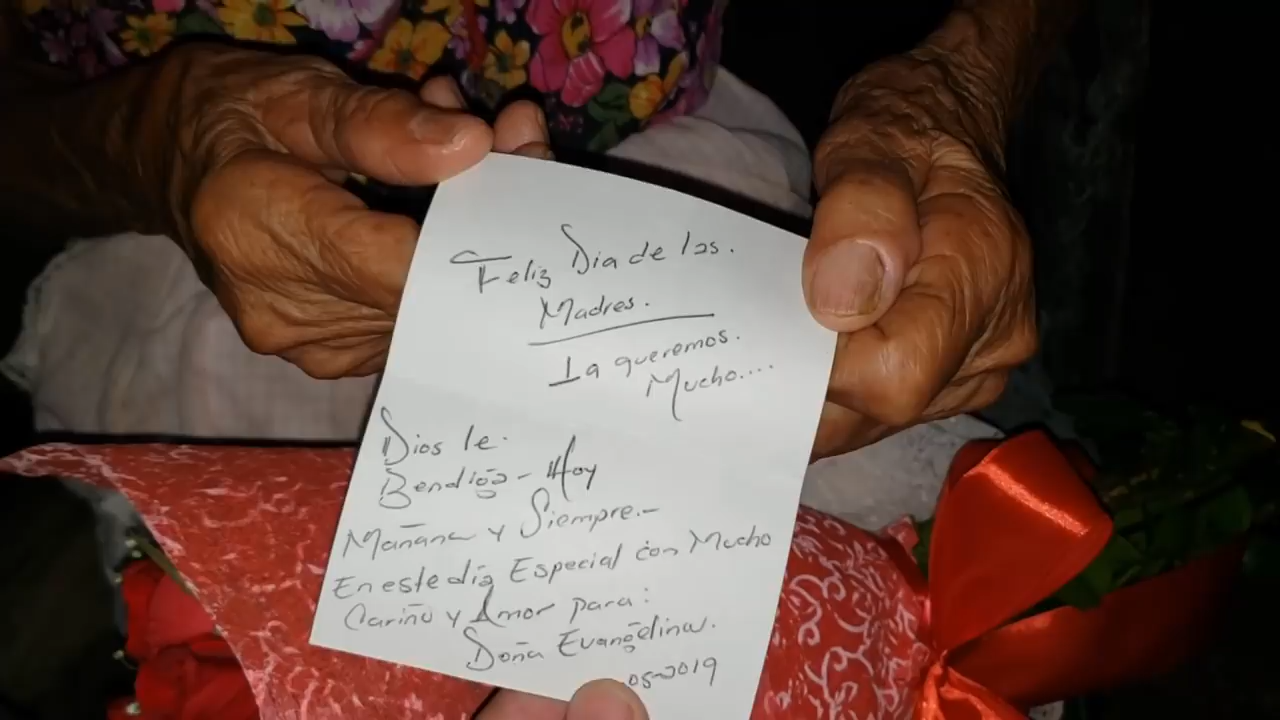 Feliz Dia de las.
Madres.
La queremos.
Mucho....
Dios le.
Bendiga - Hoy
Mañana y Siempre.-
En este día Especial con Mucho
Cariño y Amor para:
Doña Evangelina.
05-2019